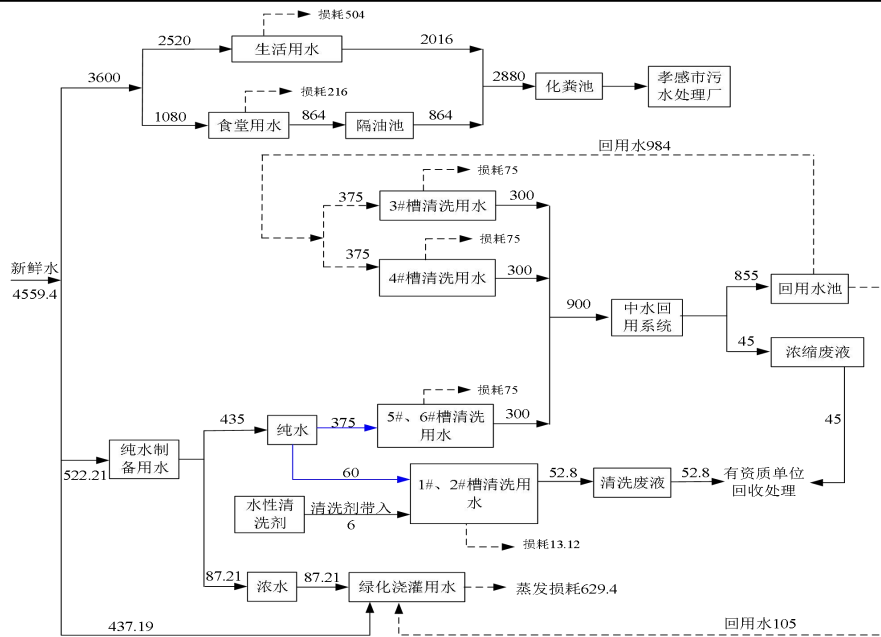 损耗504
2520
生活用水
2016
3600
2880
化粪池
孝感市污
水处理厂
损耗216
1080
食堂用水
864
隔油池
864
回用水984
损耗75
375
3#槽清洗用水
300
损耗75
375
4#槽清洗用水
300
新鲜水
4559.4
900
中水回
用系统
855
回用水池
45
浓缩废液
损耗75
435
纯水
375
5#、6#槽清洗
用水
300
45
纯水制
备用水
522.21
60
1#、2#槽清洗用
水
52.8
清洗废液
52.8
有资质单位
回收处理
水性清
洗剂
清洗剂带入
6
损耗13.12
87.21
浓水
87.21
绿化浇灌用水
蒸发损耗629.4
437.19
回用水105